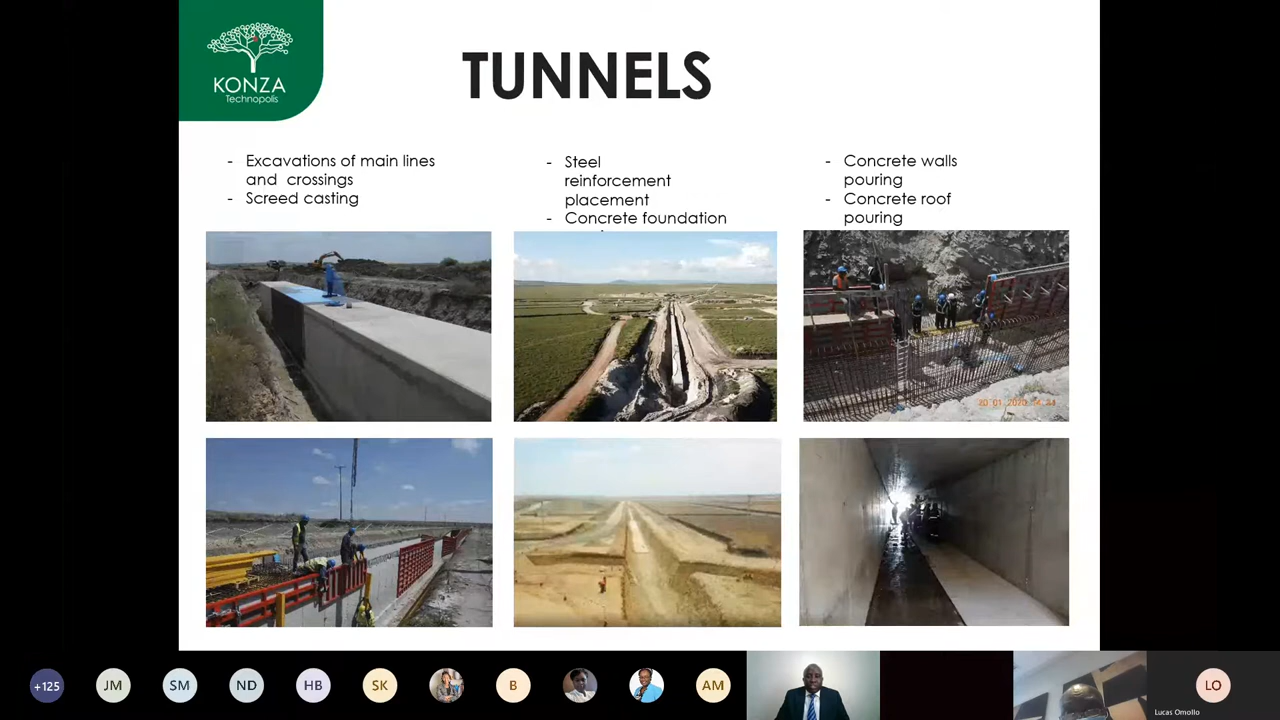 KONZA
Technopolis
TUNNELS
- Excavations of main lines
and crossings
- Screed casting
- Steel
reinforcement
placement
- Concrete foundation
- Concrete walls
pouring
- Concrete roof
pouring
+125
JM
SM
ND
HB
SK
B
AM
LO
Lucas Omollo